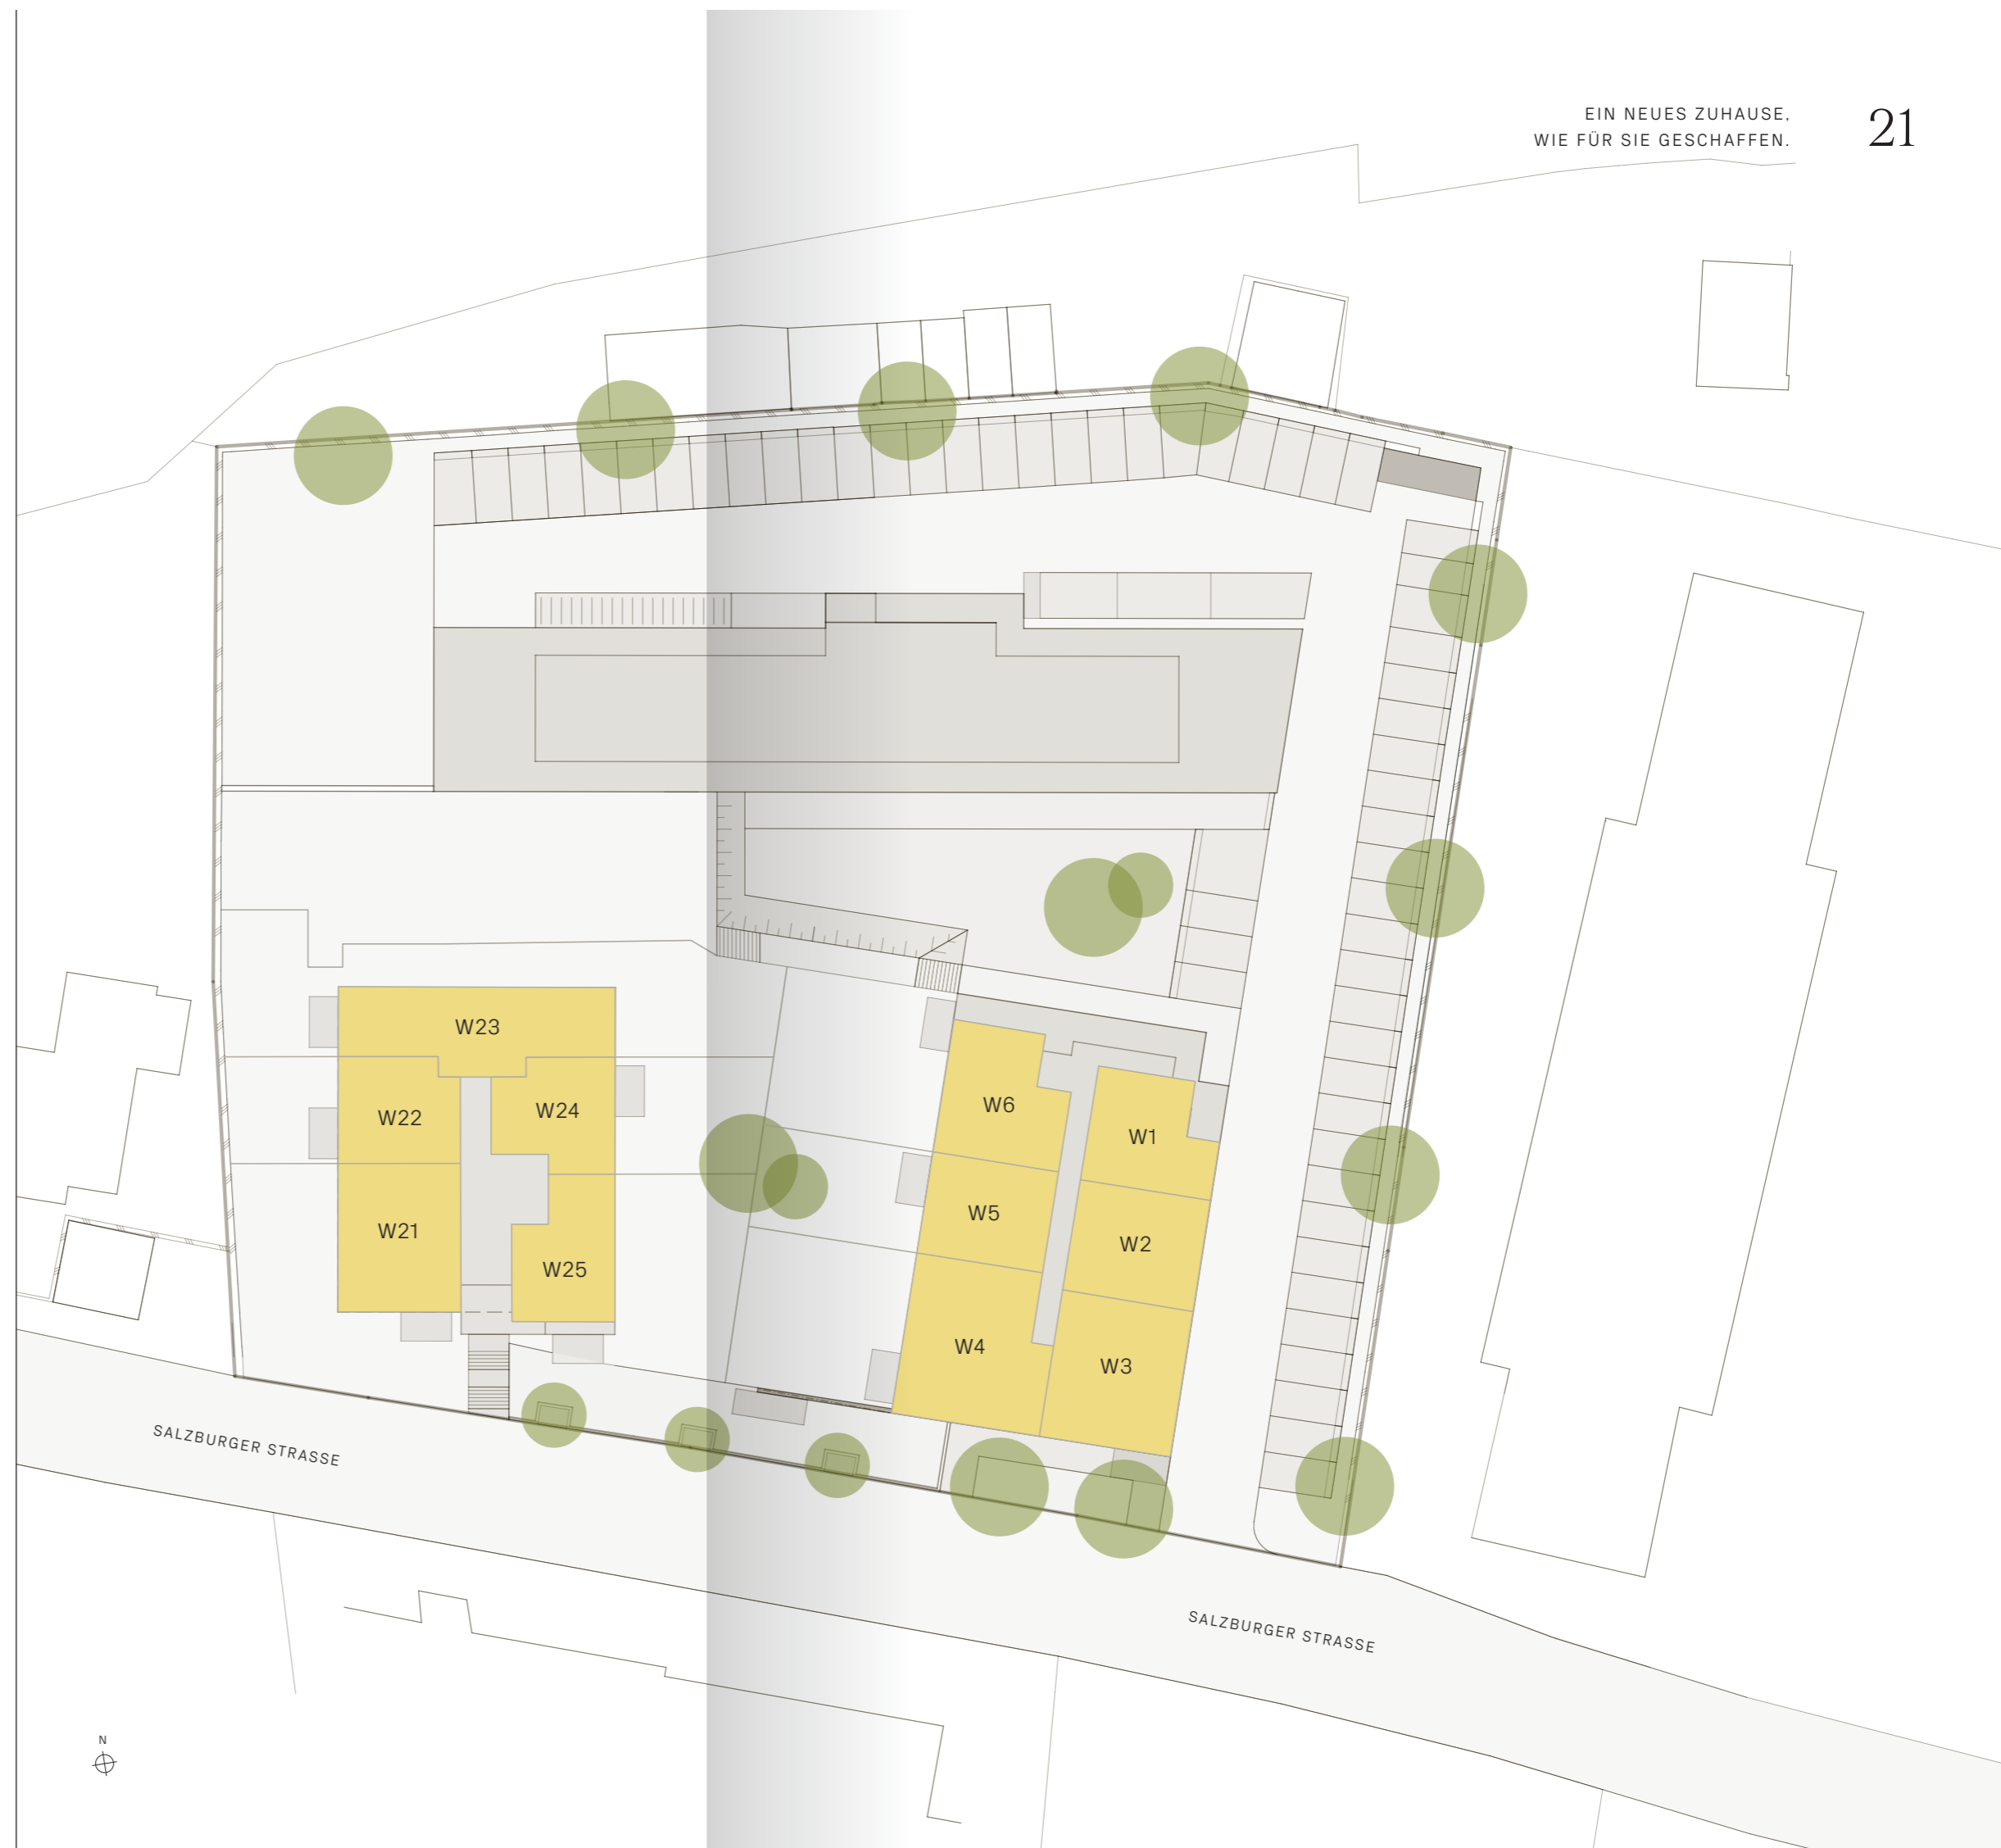 EIN NEUES ZUHAUSE,
WIE FÜR SIE GESCHAFFEN.
21
W23
W22
W24
W21
W25
W6
W1
W5
W2
W4
W3
SALZBURGER STRASSE
SALZBURGER STRASSE
N